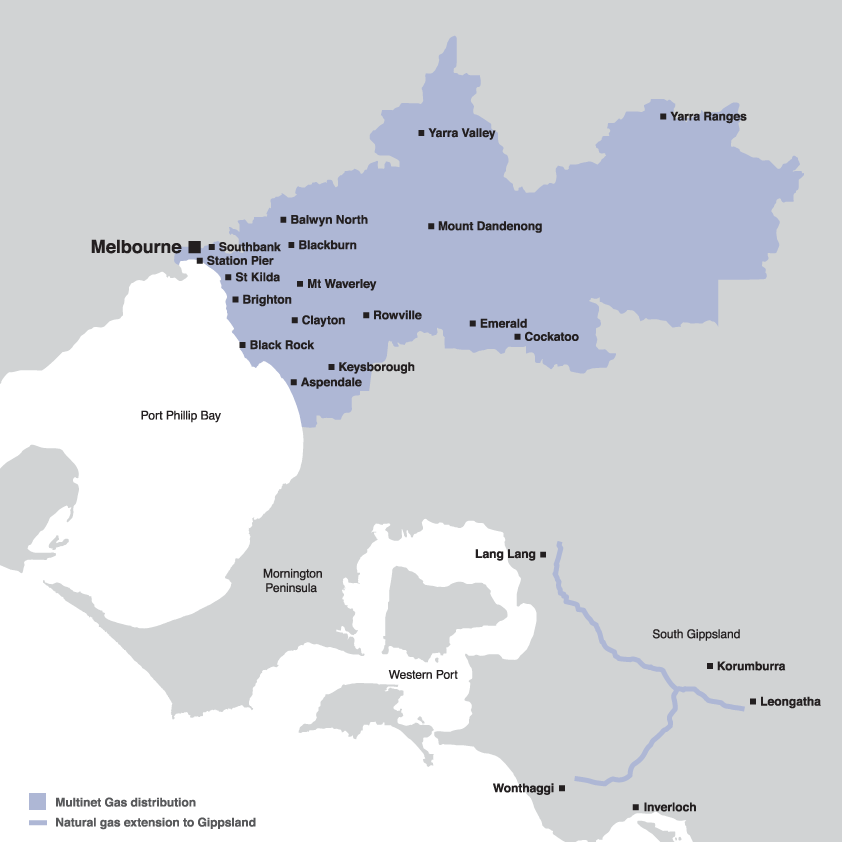 Yarra Ranges
Yarra Valley
Balwyn North
Mount Dandenong
Melbourne
Southbank
Blackburn
Station Pier
St Kilda
Mt Waverley
Brighton
Rowville
Clayton
Emerald
Cockatoo
Black Rock
Keysborough
Aspendale
Port Phillip Bay
Lang Lang
Mornington
Peninsula
South Gippsland
Korumburra
Western Port
Leongatha
Wonthaggi
Inverloch
Multinet Gas distribution
Natural gas extension to Gippsland